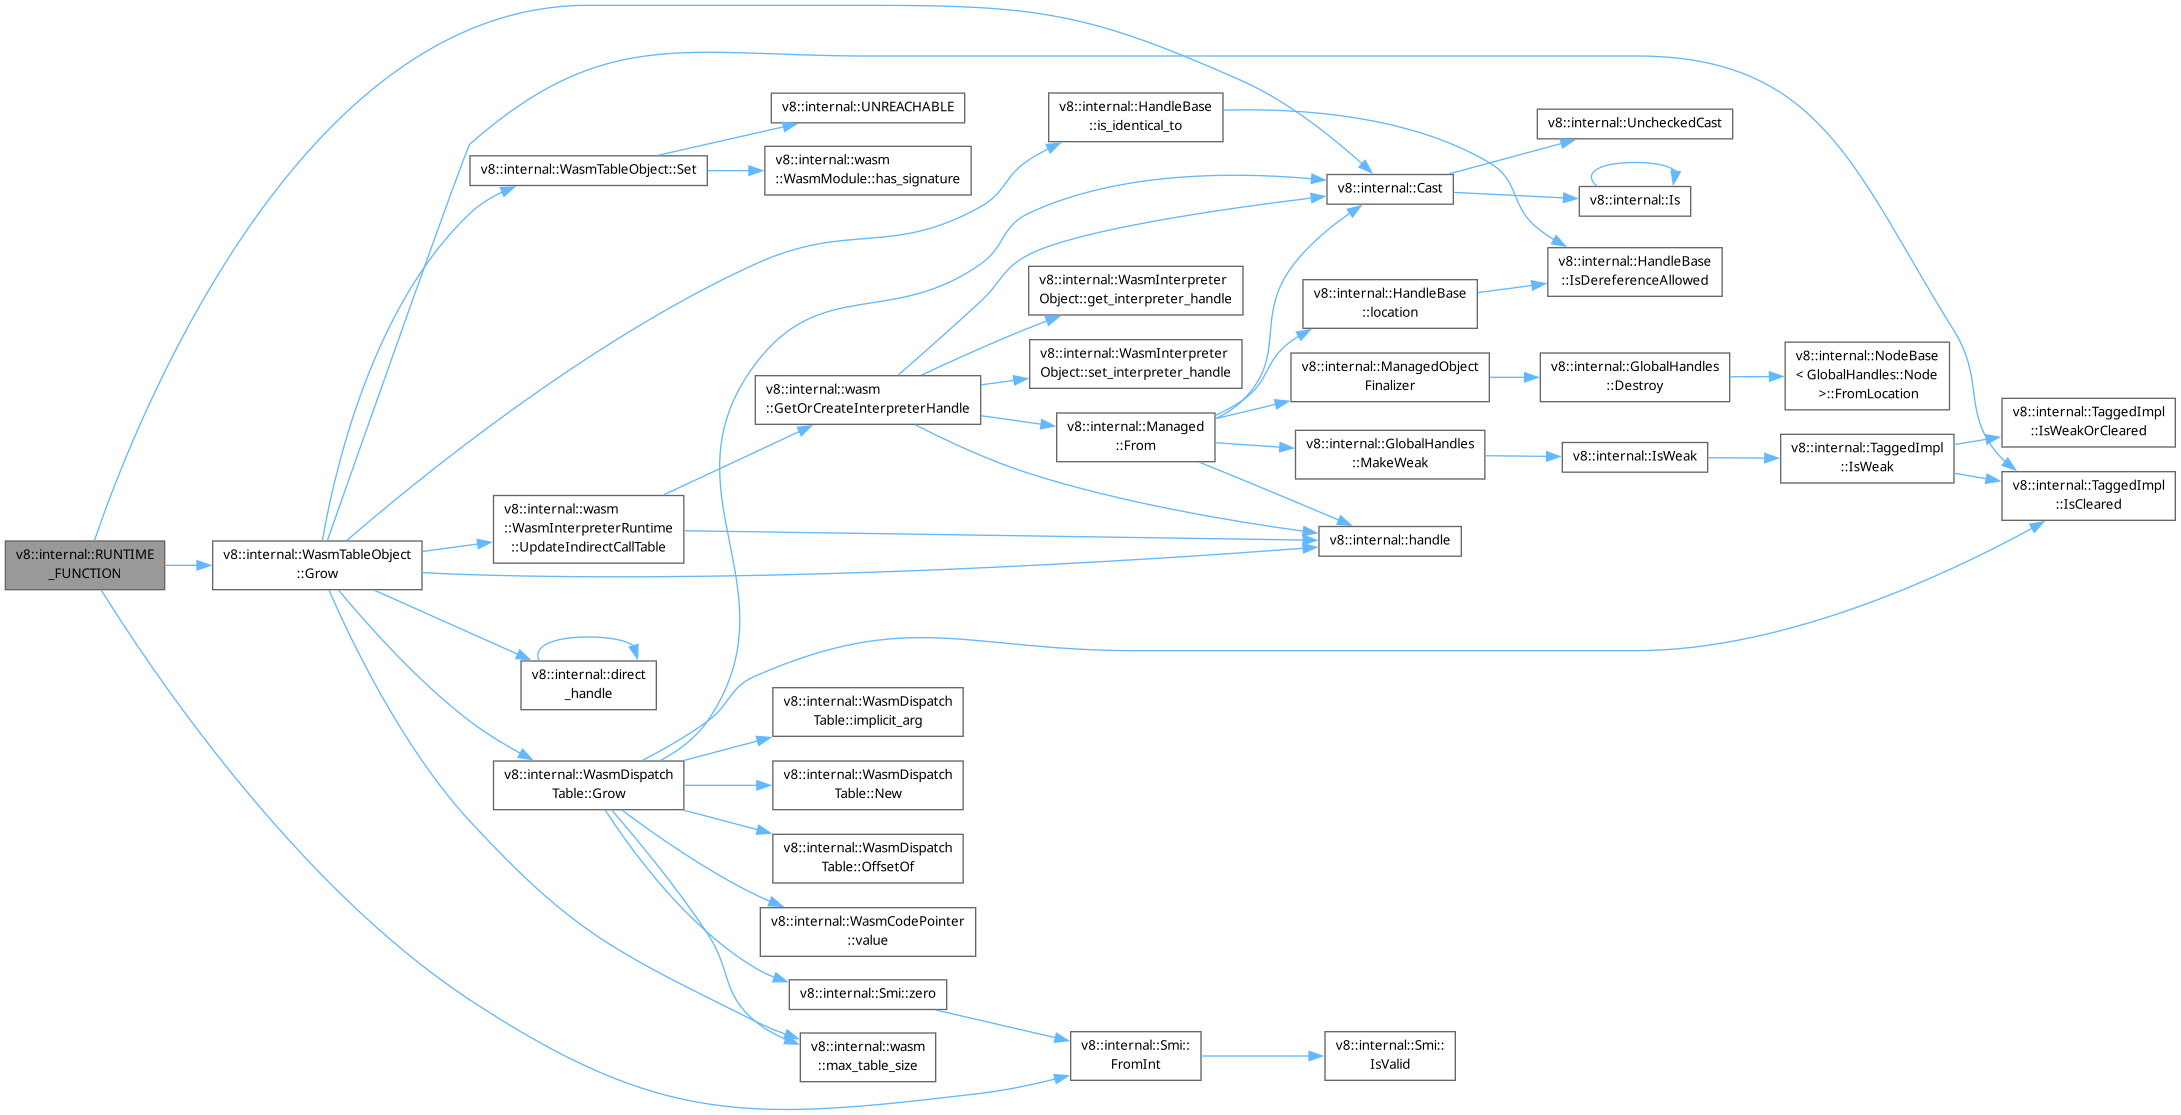 v8::internal::RUNTIME
_FUNCTION
v8::internal::WasmTableObject
::Grow
v8::internal::WasmTableObject::Set
v8::internal::wasm
::WasmInterpreterRuntime
::UpdateIndirectCallTable
v8::internal::direct
_handle
v8::internal::WasmDispatch
Table::Grow
v8::internal::UNREACHABLE
v8::internal::wasm
::WasmModule::has_signature
v8::internal::wasm
::GetOrCreateInterpreterHandle
v8::internal::WasmDispatch
Table::implicit_arg
v8::internal::WasmDispatch
Table::New
v8::internal::WasmDispatch
Table::OffsetOf
v8::internal::WasmCodePointer
::value
v8::internal::Smi::zero
v8::internal::wasm
::max_table_size
v8::internal::HandleBase
::is_identical_to
v8::internal::WasmInterpreter
Object::get_interpreter_handle
v8::internal::WasmInterpreter
Object::set_interpreter_handle
v8::internal::Managed
::From
v8::internal::Smi::
FromInt
v8::internal::Cast
v8::internal::HandleBase
::location
v8::internal::ManagedObject
Finalizer
v8::internal::GlobalHandles
::MakeWeak
v8::internal::handle
v8::internal::Smi::
IsValid
v8::internal::UncheckedCast
v8::internal::Is
v8::internal::HandleBase
::IsDereferenceAllowed
v8::internal::GlobalHandles
::Destroy
v8::internal::IsWeak
v8::internal::NodeBase
< GlobalHandles::Node
>::FromLocation
v8::internal::TaggedImpl
::IsWeak
v8::internal::TaggedImpl
::IsWeakOrCleared
v8::internal::TaggedImpl
::IsCleared